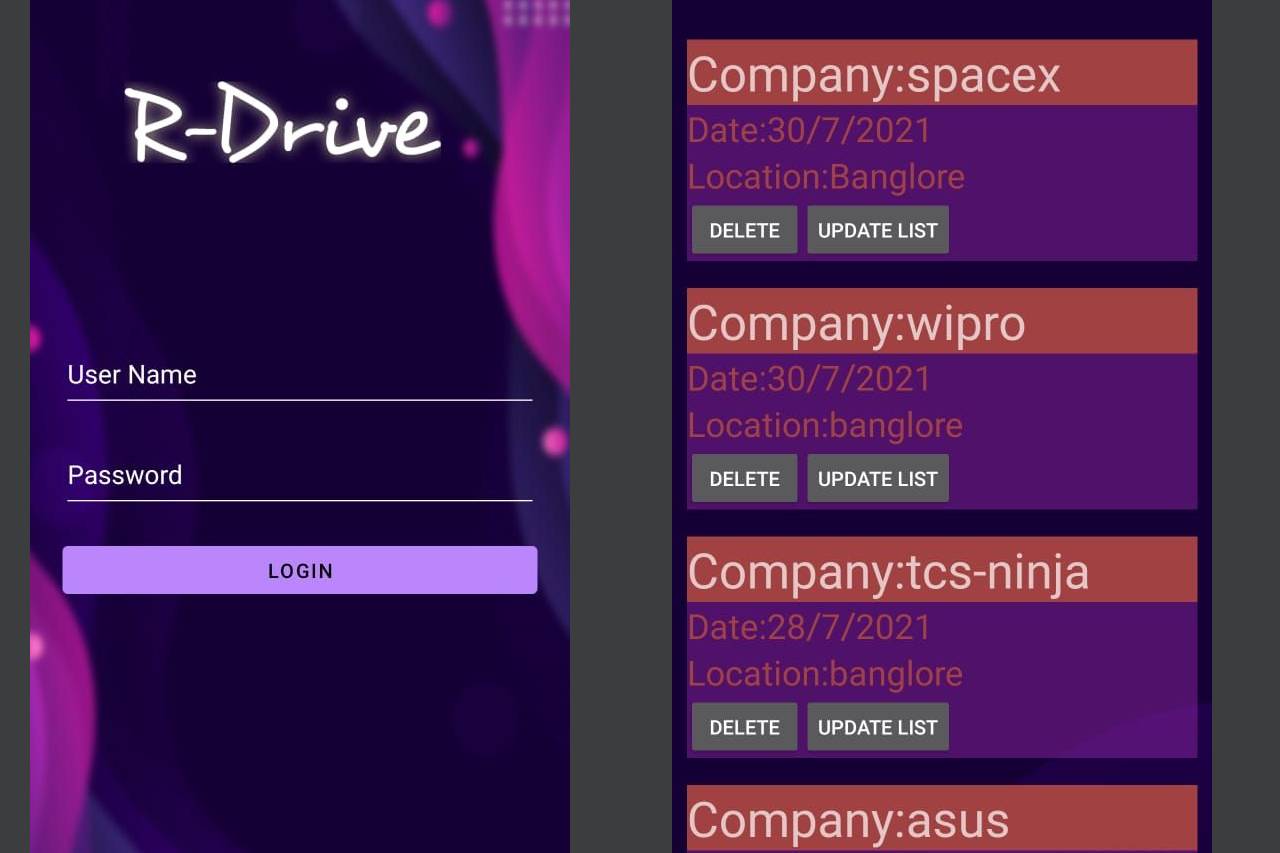 R-Drive
User Name
Password
LOGIN
Company:spacex
Date:30/7/2021
Location:Banglore
DELETE UPDATE LIST
Company:wipro
Date:30/7/2021
Location:banglore
DELETE UPDATE LIST
Company:tcs-ninja
Date:28/7/2021
Location:banglore
DELETE UPDATE LIST
Company:asus